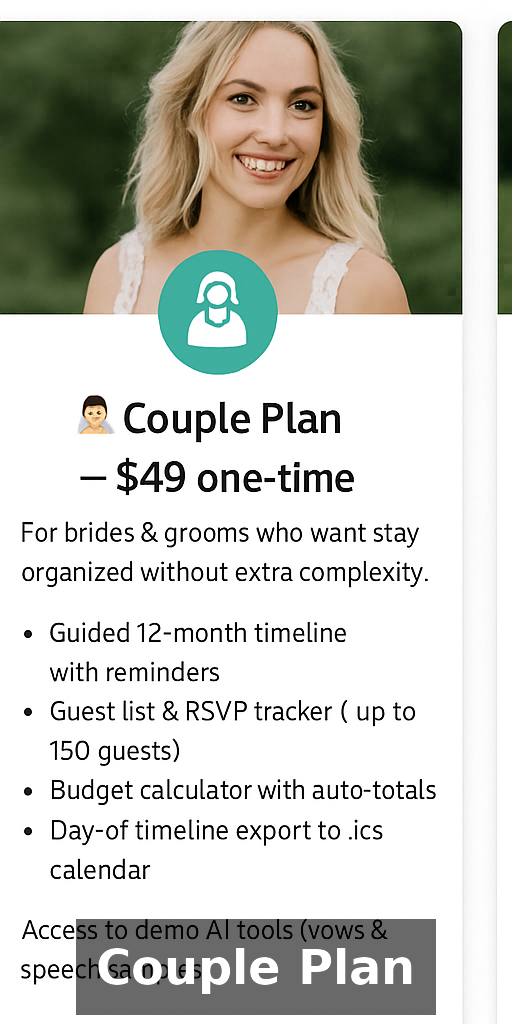 Couple Plan
– $49 one-time
For brides & grooms who want stay
organized without extra complexity.
• Guided 12-month timeline
with reminders
• Guest list & RSVP tracker ( up to
150 guests)
• Budget calculator with auto-totals
• Day-of timeline export to .ics
calendar
Access to demo AI tools (vows &
speech samples
Couple Plan